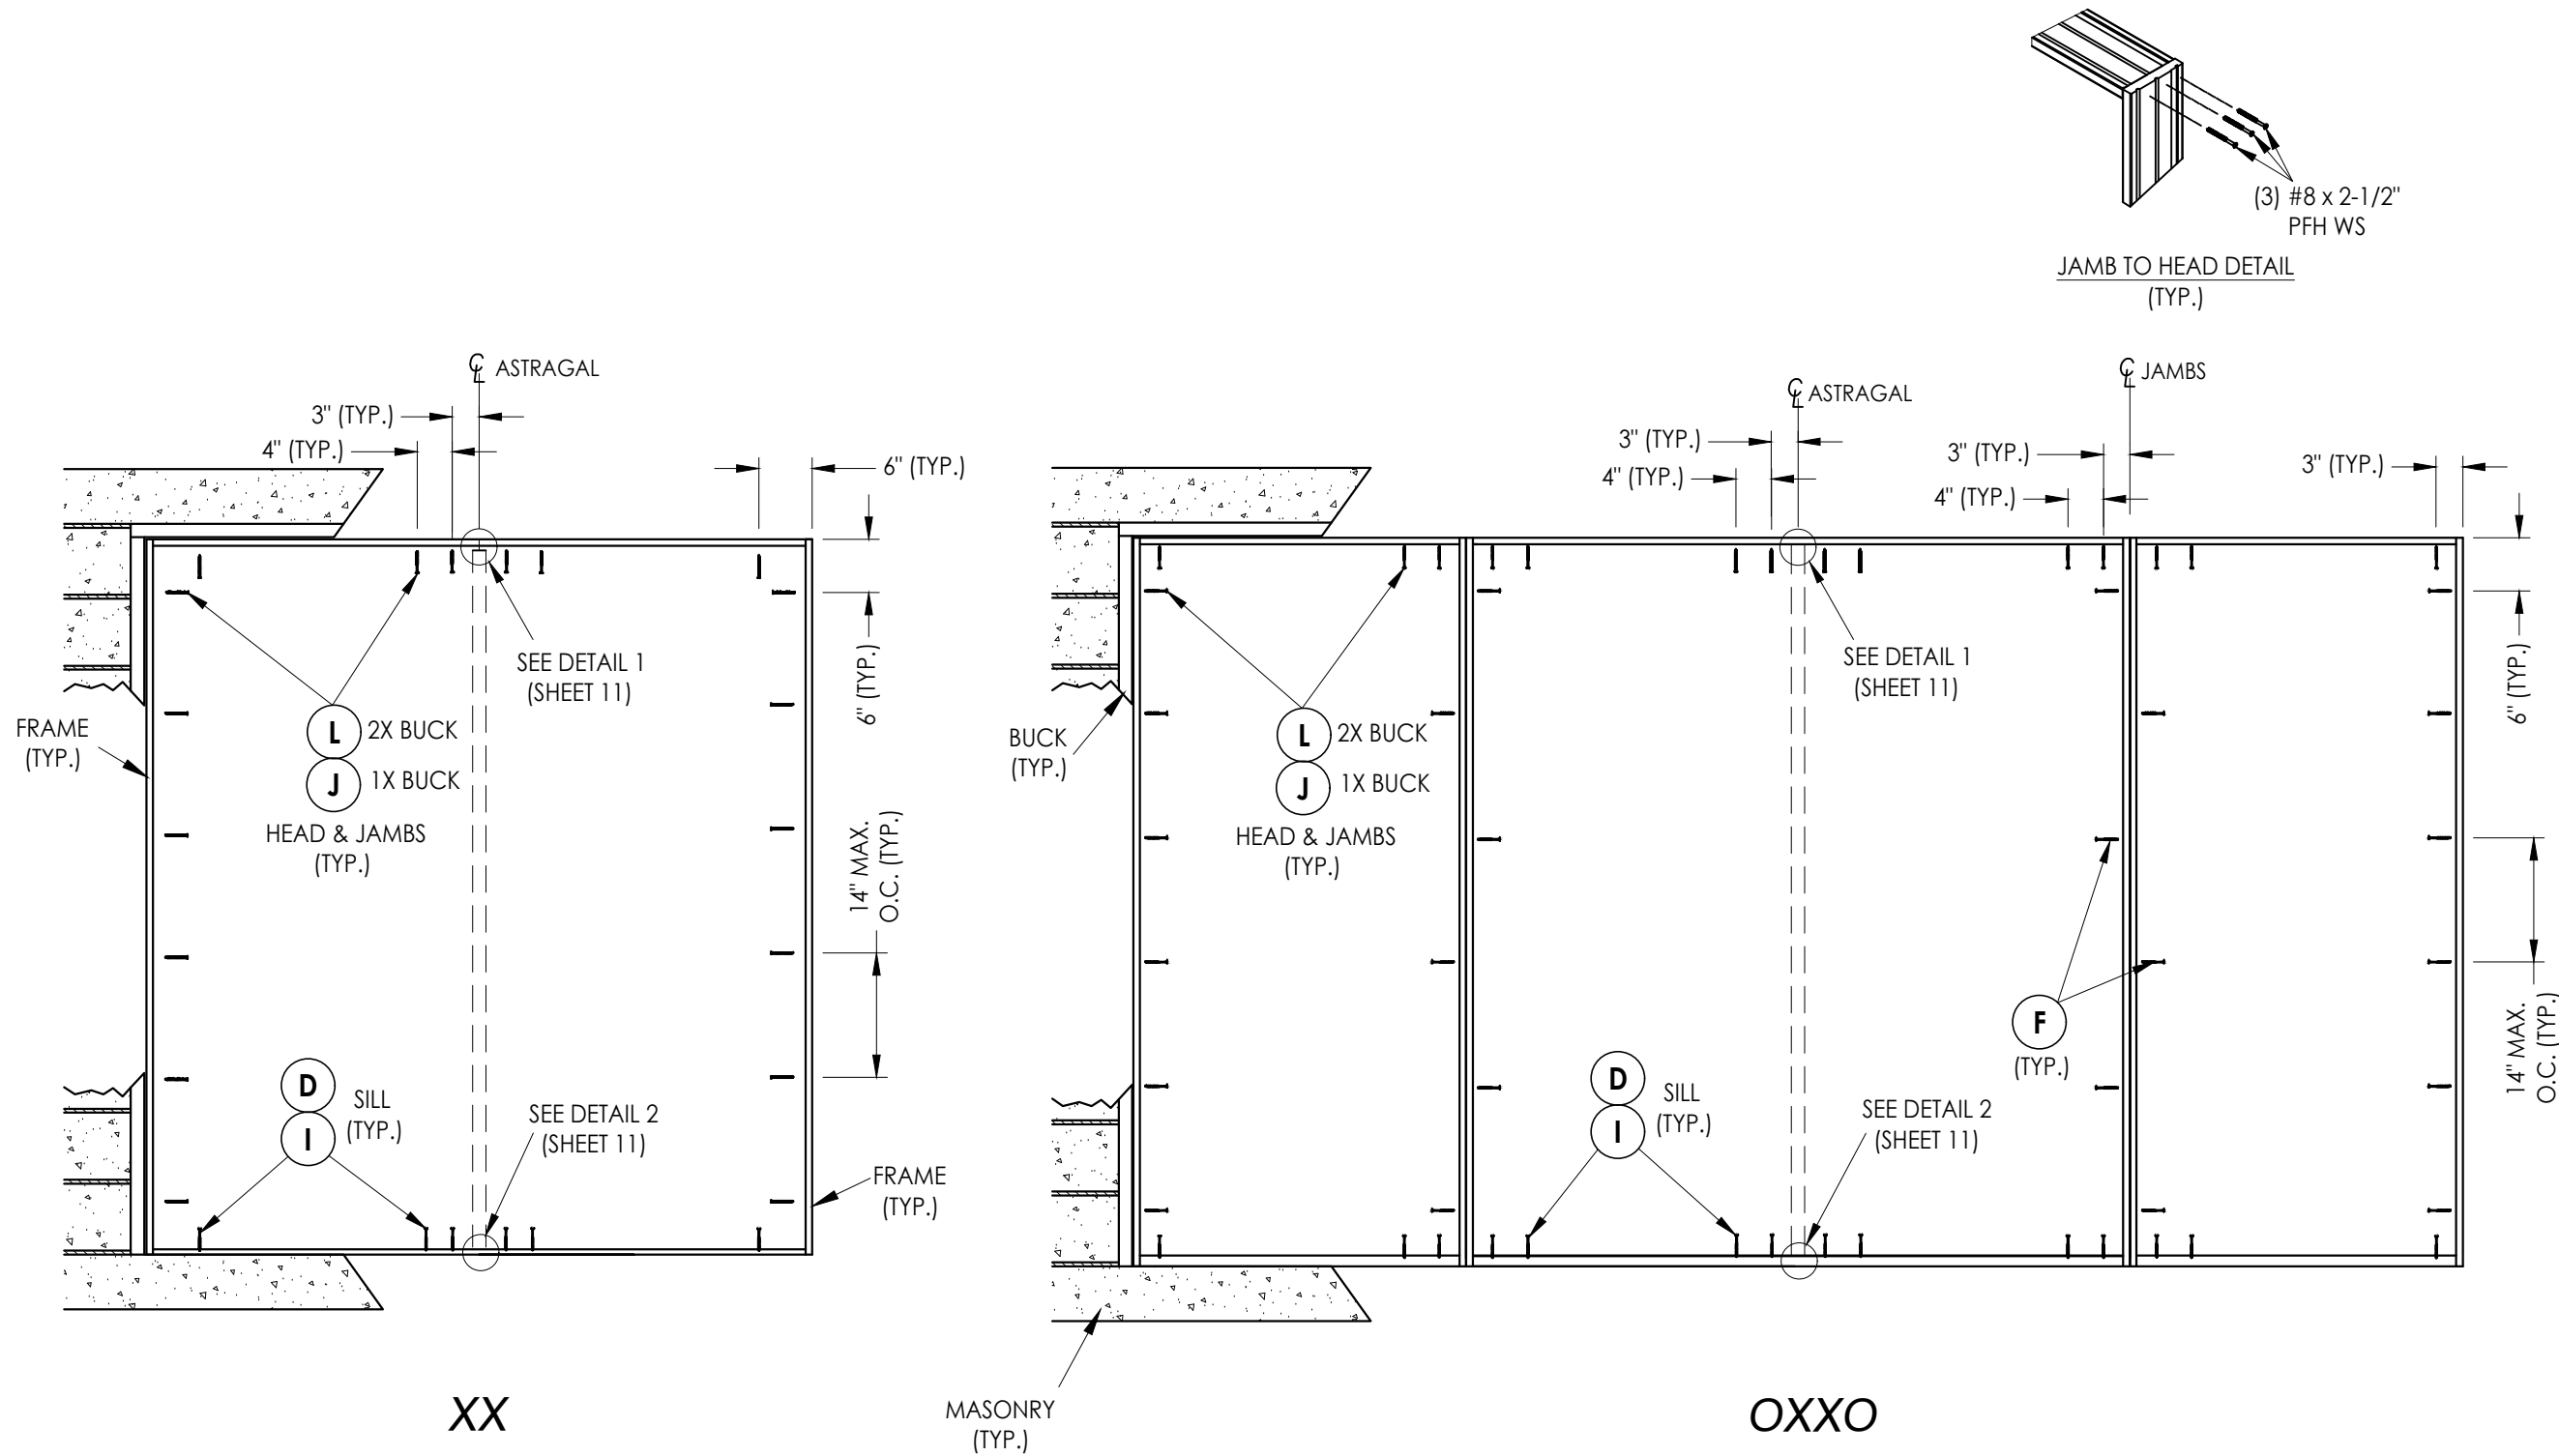 (3) #8 x 2-1/2"
PFH WS
JAMB TO HEAD DETAIL
(TYP.)
℄ ASTRAGAL
3" (TYP.)
4" (TYP.)
6" (TYP.)
6" (TYP.)
SEE DETAIL 1
(SHEET 11)
FRAME
(TYP.)
L 2X BUCK
J 1X BUCK
HEAD & JAMBS
(TYP.)
14" MAX.
O.C. (TYP.)
D
I
SILL
(TYP.)
SEE DETAIL 2
(SHEET 11)
FRAME
(TYP.)
XX
℄ ASTRAGAL
℄ JAMBS
3" (TYP.)
4" (TYP.)
3" (TYP.)
4" (TYP.)
3" (TYP.)
6" (TYP.)
SEE DETAIL 1
(SHEET 11)
BUCK
(TYP.)
L 2X BUCK
J 1X BUCK
HEAD & JAMBS
(TYP.)
F
(TYP.)
14" MAX.
O.C. (TYP.)
D
I
SILL
(TYP.)
SEE DETAIL 2
(SHEET 11)
MASONRY
(TYP.)
OXXO